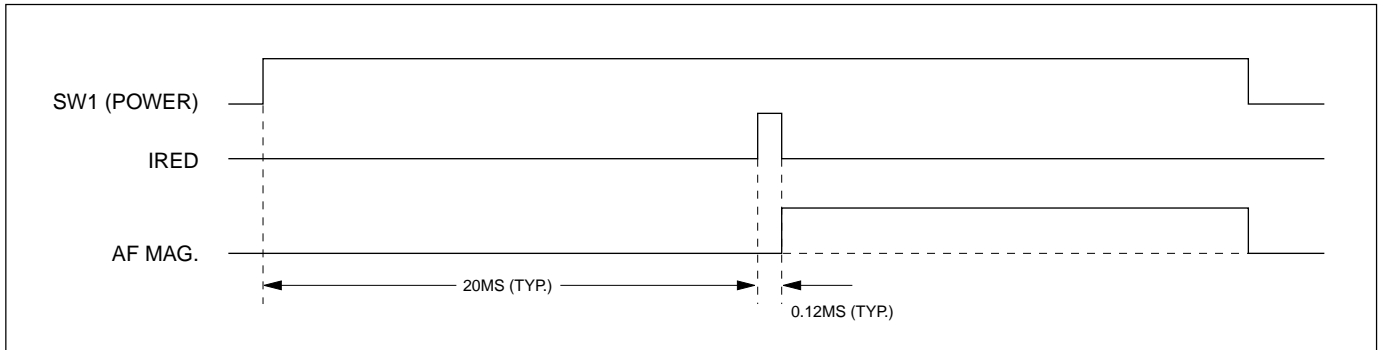 SW1 (POWER)
IRED
AF MAG.
20MS (TYP.)
0.12MS (TYP.)